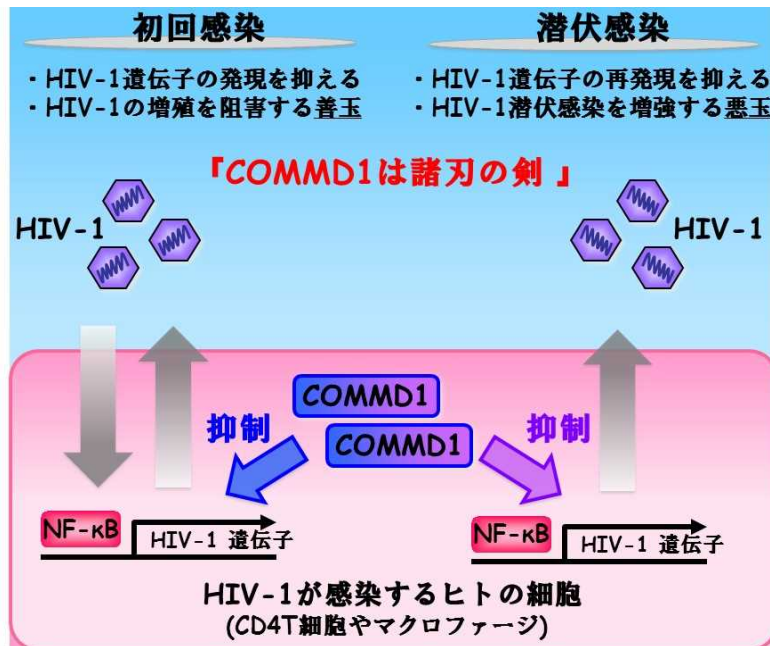 初回感染
・HIV-1遺伝子の発現を抑える
・HIV-1の増殖を阻害する善玉
潜伏感染
・HIV-1遺伝子の再発現を抑える
・HIV-1潜伏感染を増強する悪玉
『COMMD1は諸刃の剣 』
HIV-1
HIV-1
COMMD1
COMMD1
抑制
抑制
NF-κB
HIV-1 遺伝子
NF-κB
HIV-1 遺伝子
HIV-1が感染するヒトの細胞
(CD4T細胞やマクロファージ)